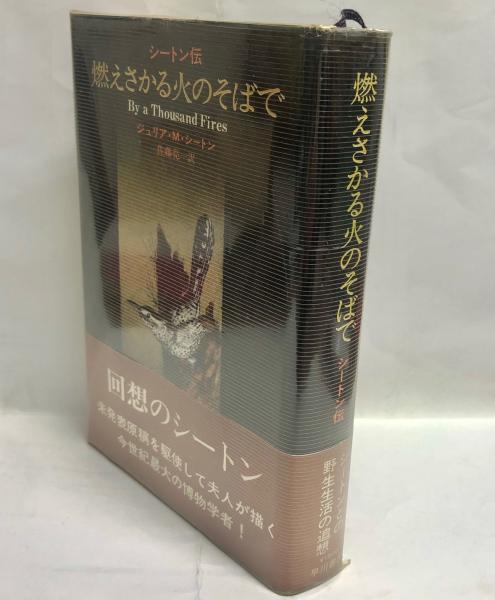 シートン伝
燃えさかる火のそばで
By a Thousand Fires
ジュリア・M・シートン
佐藤亮一訳
回想のシートン
未発表原稿を駆使して夫人が描く
今世紀最大の博物学者!
燃えさかる火のそばで
シートン伝
シートンとの
野生生活の追想
早川書